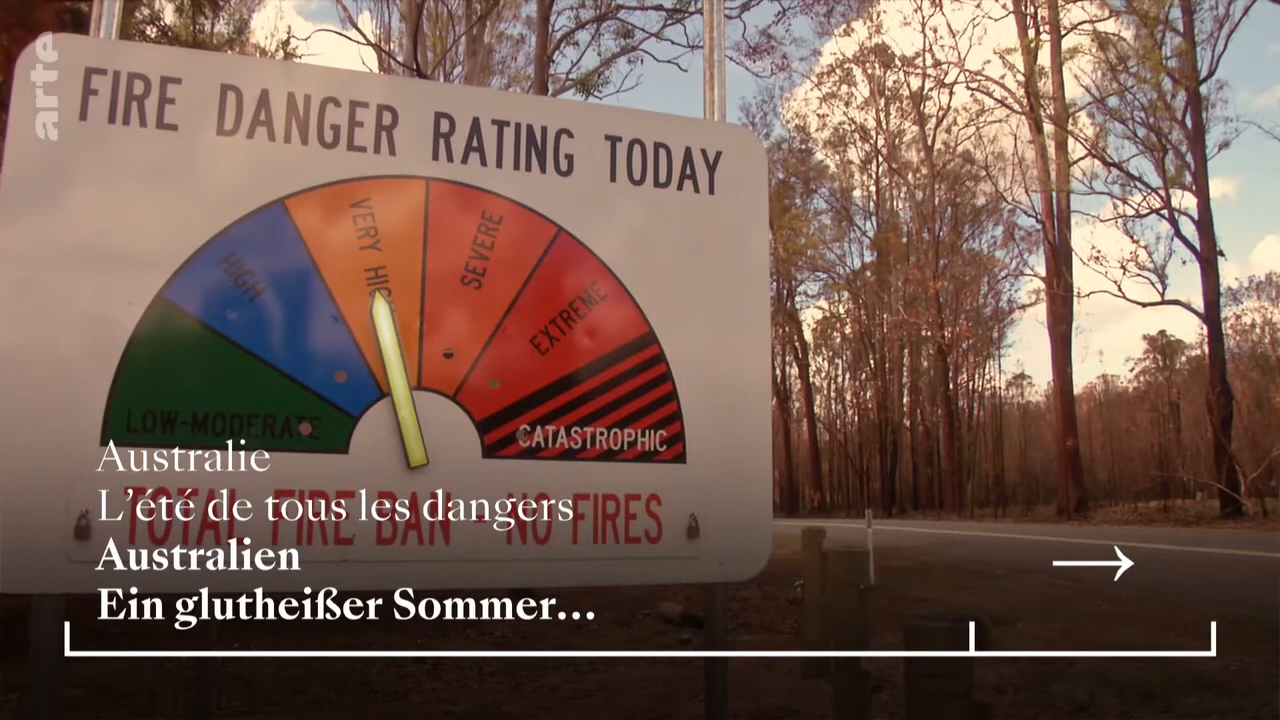 arte
FIRE DANGER RATING TODAY
LOW-MODERATE
HIGH
VERY HIGH
SEVERE
EXTREME
CATASTROPHIC
TOTAL FIRE BAN - NO FIRES
Australie
L'été de tous les dangers
Australien
Ein glutheißer Sommer...